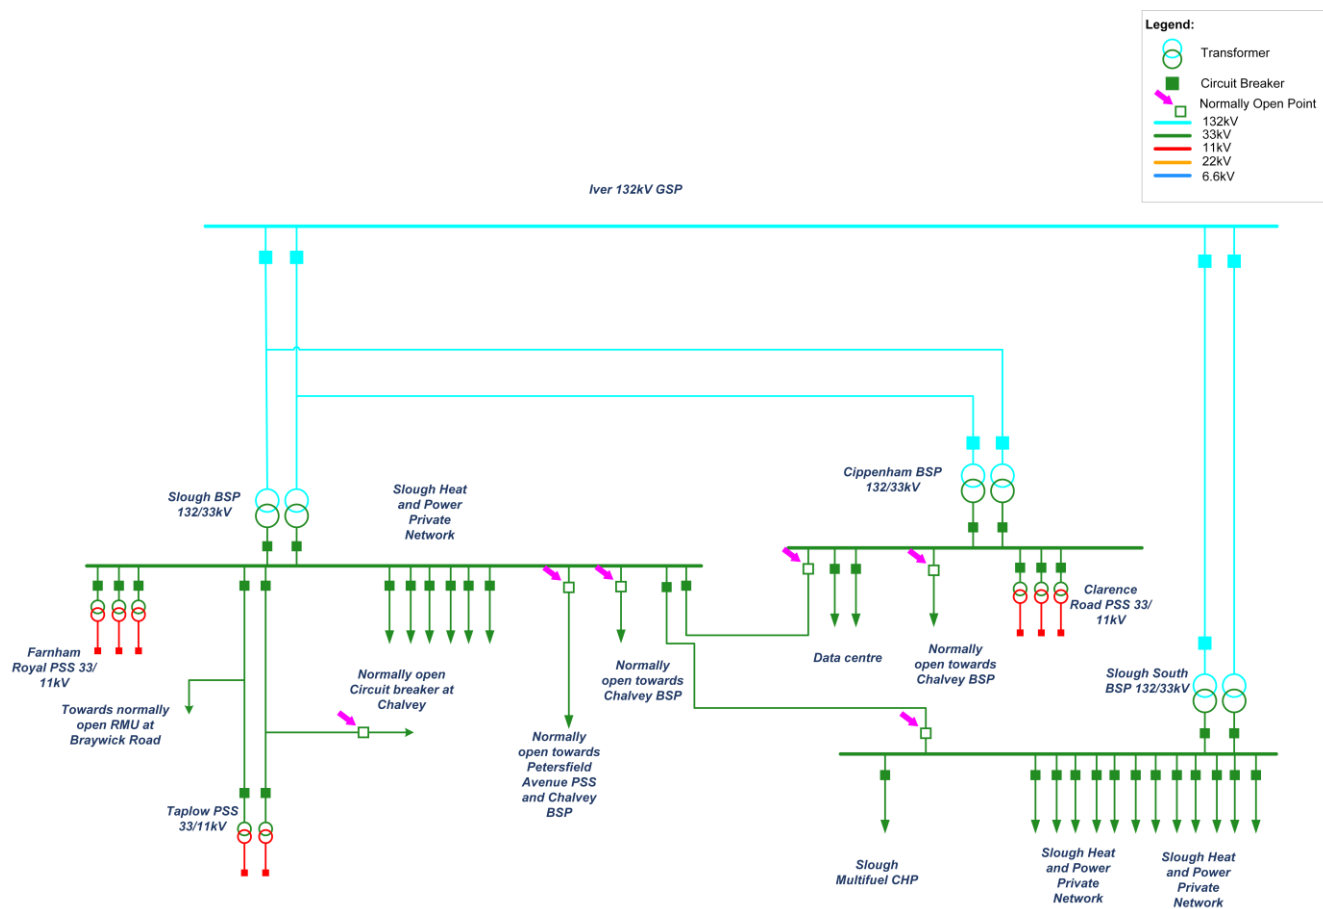 Legend:
Transformer
Circuit Breaker
Normally Open Point
132kV
33kV
11kV
22kV
6.6kV
Iver 132kV GSP
Slough BSP
132/33kV
Slough Heat
and Power
Private
Network
Cippenham BSP
132/33kV
Farnham
Royal PSS 33/
11kV
Towards normally
open RMU at
Braywick Road
Normally open
Circuit breaker at
Chalvey
Normally
open towards
Chalvey BSP
Data centre
Normally
open towards
Chalvey BSP
Clarence
Road PSS 33/
11kV
Slough South
BSP 132/33kV
Normally
open towards
Petersfield
Avenue PSS
and Chalvey
BSP
Taplow PSS
33/11kV
Slough
Multifuel CHP
Slough Heat
and Power
Private
Network
Slough Heat
and Power
Private
Network